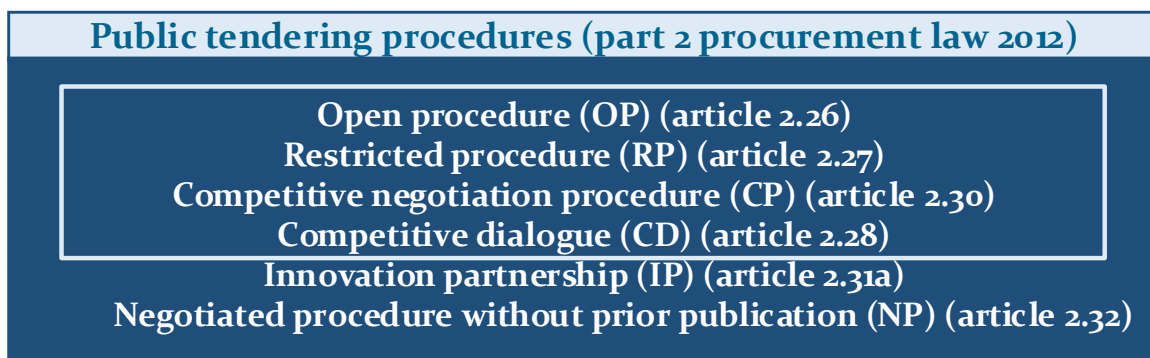 Public tendering procedures (part 2 procurement law 2012)
Open procedure (OP) (article 2.26)
Restricted procedure (RP) (article 2.27)
Competitive negotiation procedure (CP) (article 2.30)
Competitive dialogue (CD) (article 2.28)
Innovation partnership (IP) (article 2.31a)
Negotiated procedure without prior publication (NP) (article 2.32)